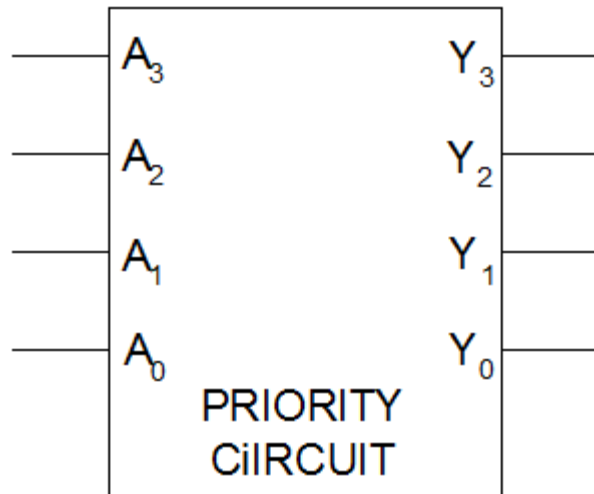 A3 Y3
A2 Y2
A1 Y1
A0 Y0
PRIORITY
CiIRCUIT